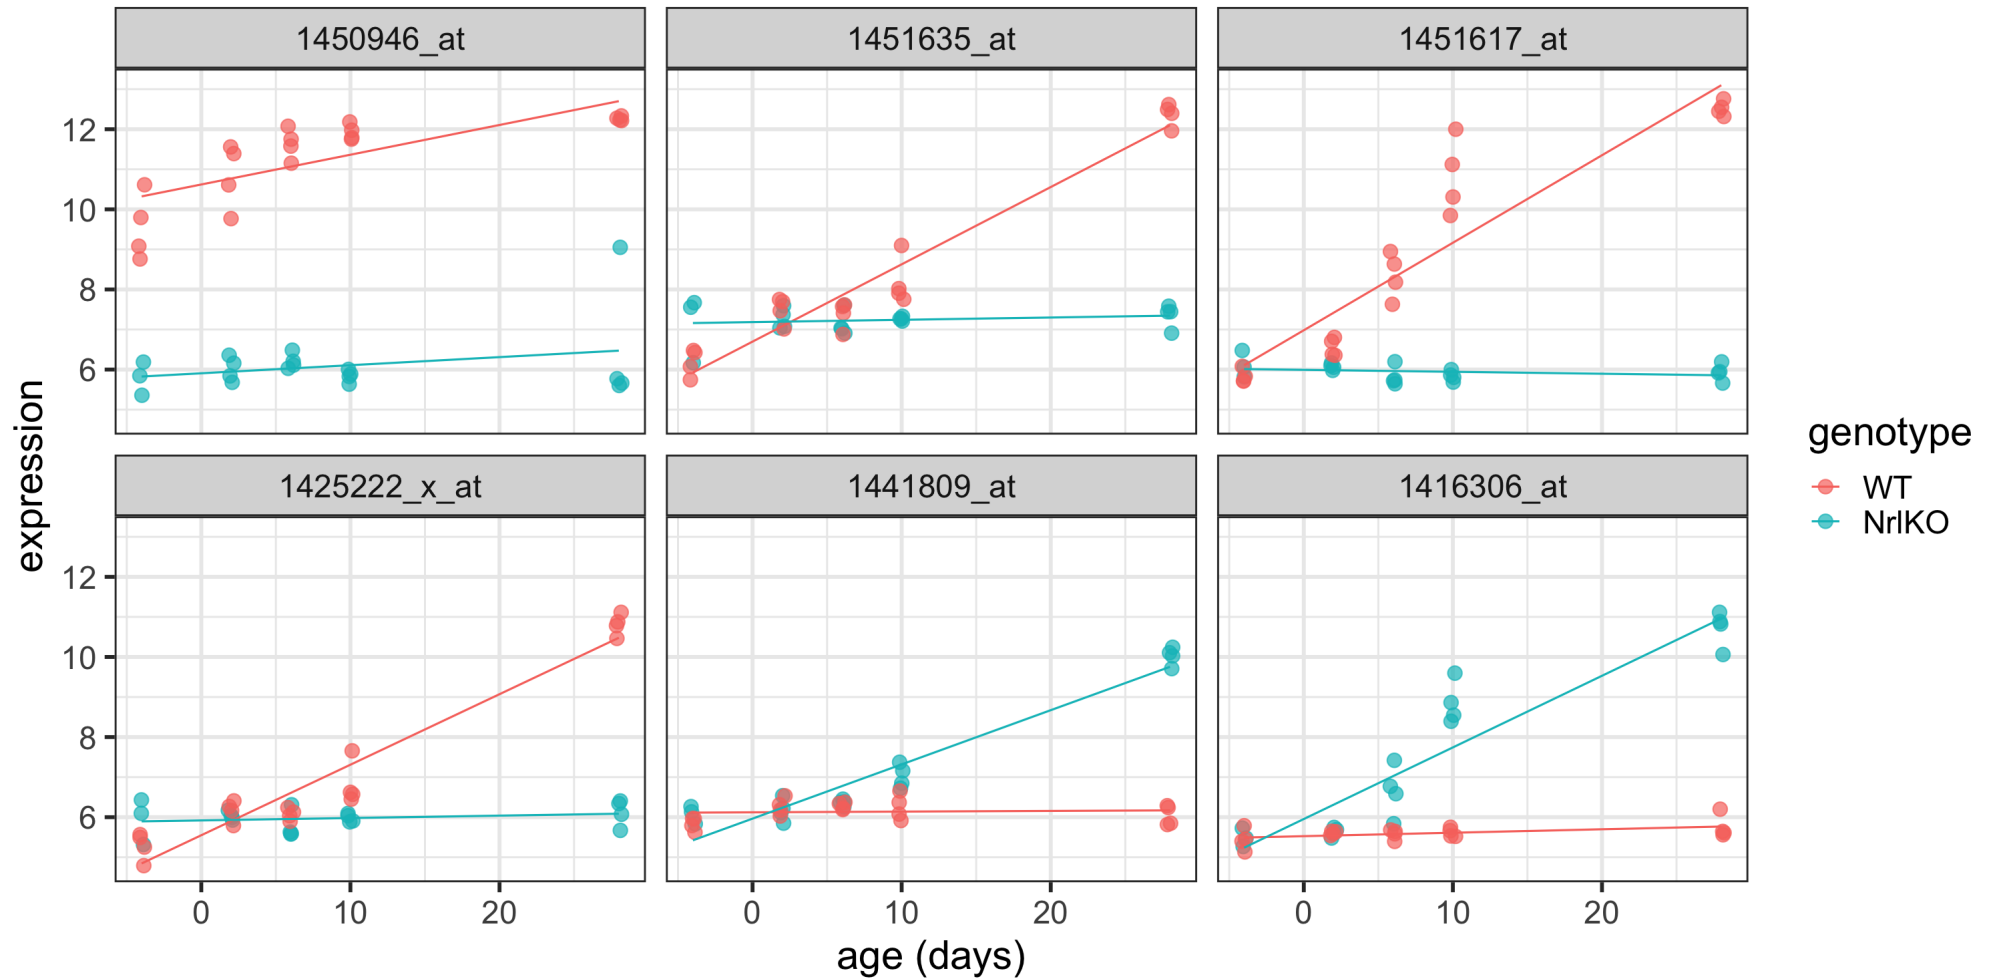 1450946_at
1451635_at
1451617_at
12
10
8
6
1425222_x_at
1441809_at
1416306_at
12
10
8
6
0
10
20
0
10
20
0
10
20
age (days)
expression
genotype
WT
NrlKO